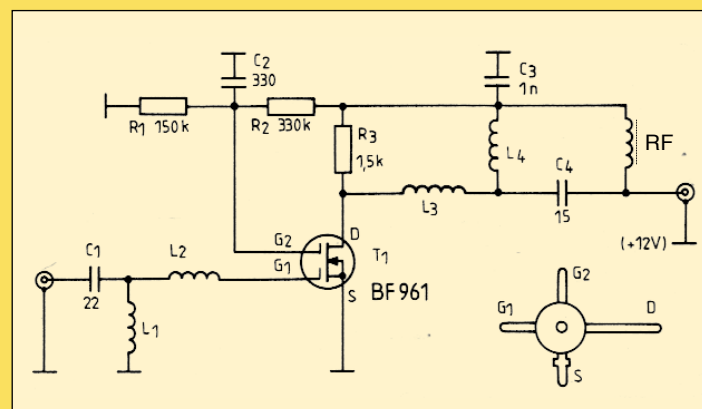 C2
330
C3
1n
R1 150k
R2 330k
R3
1,5k
L4
RF
C4
15
L3
(+12V)
C1
22
L2
L1
G2
G1
D
S
T1
BF961
G2
G1
D
S